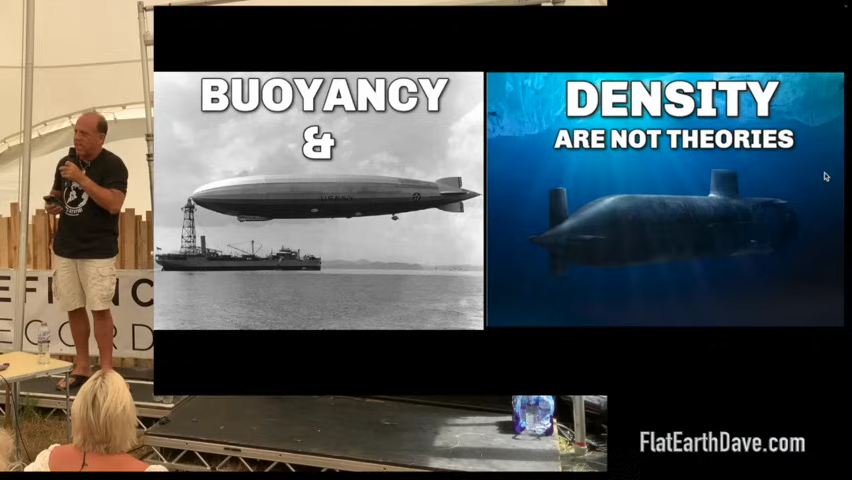 BUOYANCY
&
DENSITY
ARE NOT THEORIES
FlatEarthDave.com